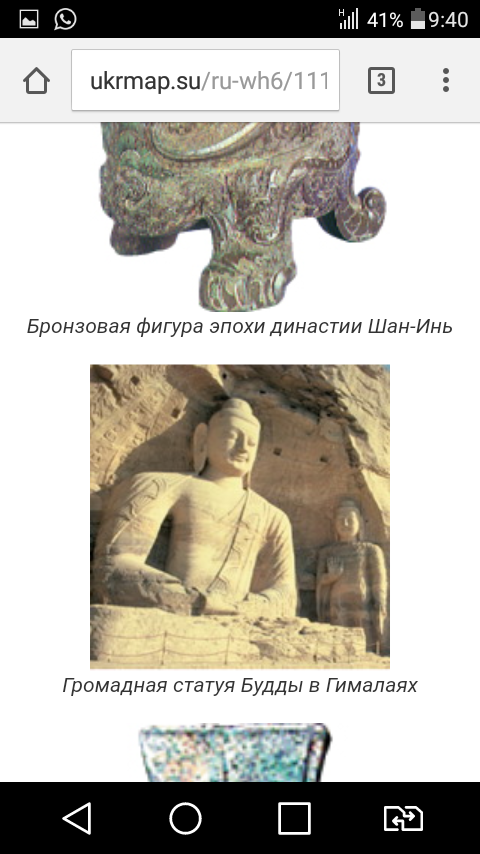 H 41% 9:40
ukrmap.su/ru-wh6/111
3
Бронзовая фигура эпохи династии Шан-Инь
Громадная статуя Будды в Гималаях